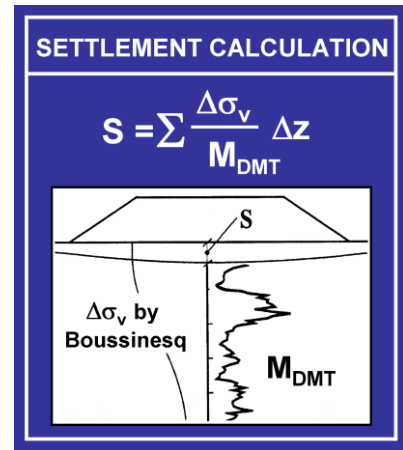 SETTLEMENT CALCULATION
S = Σ Δσv / MDMT Δz
S
Δσv by
Boussinesq
MDMT